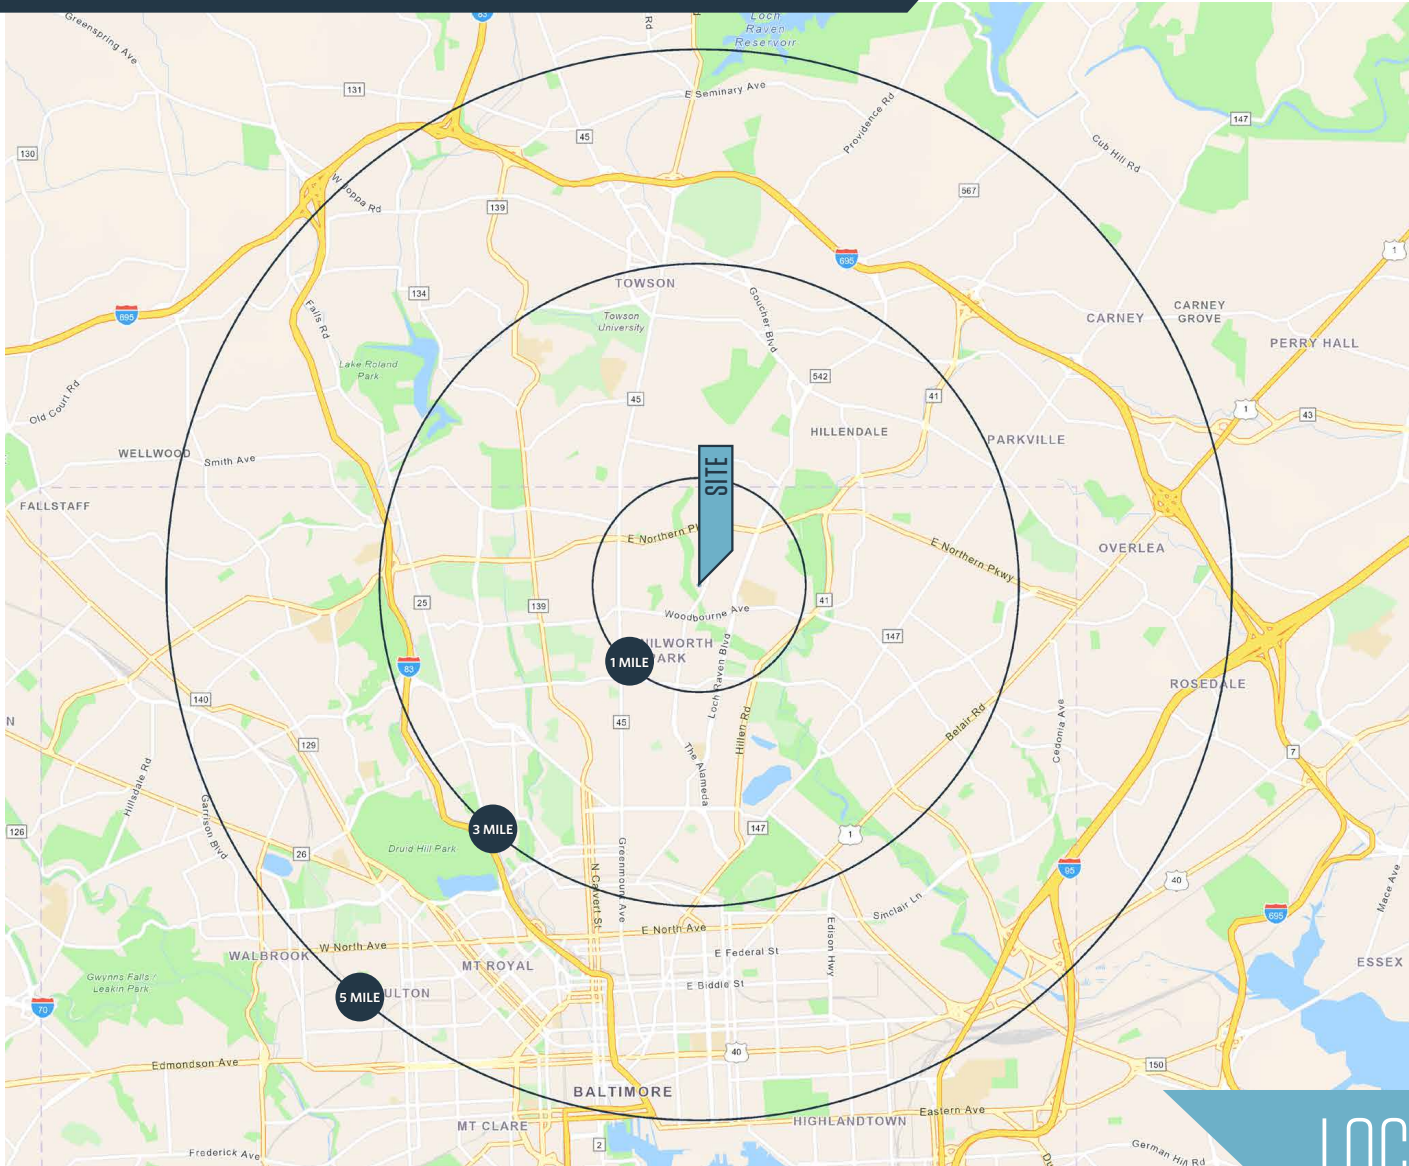 83
Greenspring Ave
Rd
Loch
Raven
Reservoir
131
E Seminary Ave
Providence Rd
147
45
Cub Hill Rd
130
W Joppa Rd
139
567
1
695
TOWSON
134
Goucher Blvd
CARNEY
GROVE
CARNEY
895
Falls Rd
Towson
University
PERRY HALL
Lake Roland
Park
542
Old Court Rd
45
41
1
43
HILLENDALE
PARKVILLE
WELLWOOD
Smith Ave
SITE
FALLSTAFF
E Northern
E Northern Pkwy
OVERLEA
25
139
41
Woodbourne Ave
147
1 MILE
ILWORTH
ARK
83
Loch Raven Blvd
ROSEDALE
140
N
45
Hillen Rd
Belair Rd
Cedonia Ave
129
The Alameda
7
Hillsdale Rd
Garrison Blvd
126
3 MILE
147
1
26
Druid Hill Park
N Calvert St
Greenmount Ave
95
40
Mace Ave
Sinclair Ln
695
Edison Hwy
W North Ave
E North Ave
WALBROOK
MT ROYAL
E Federal St
ESSEX
Gwynns Falls /
Leakin Park
E Biddle St
5 MILE
ULTON
70
40
Edmondson Ave
150
BALTIMORE
Eastern Ave
MT CLARE
HIGHLANDTOWN
2
German Hill Rd
Frederick Ave
LOC